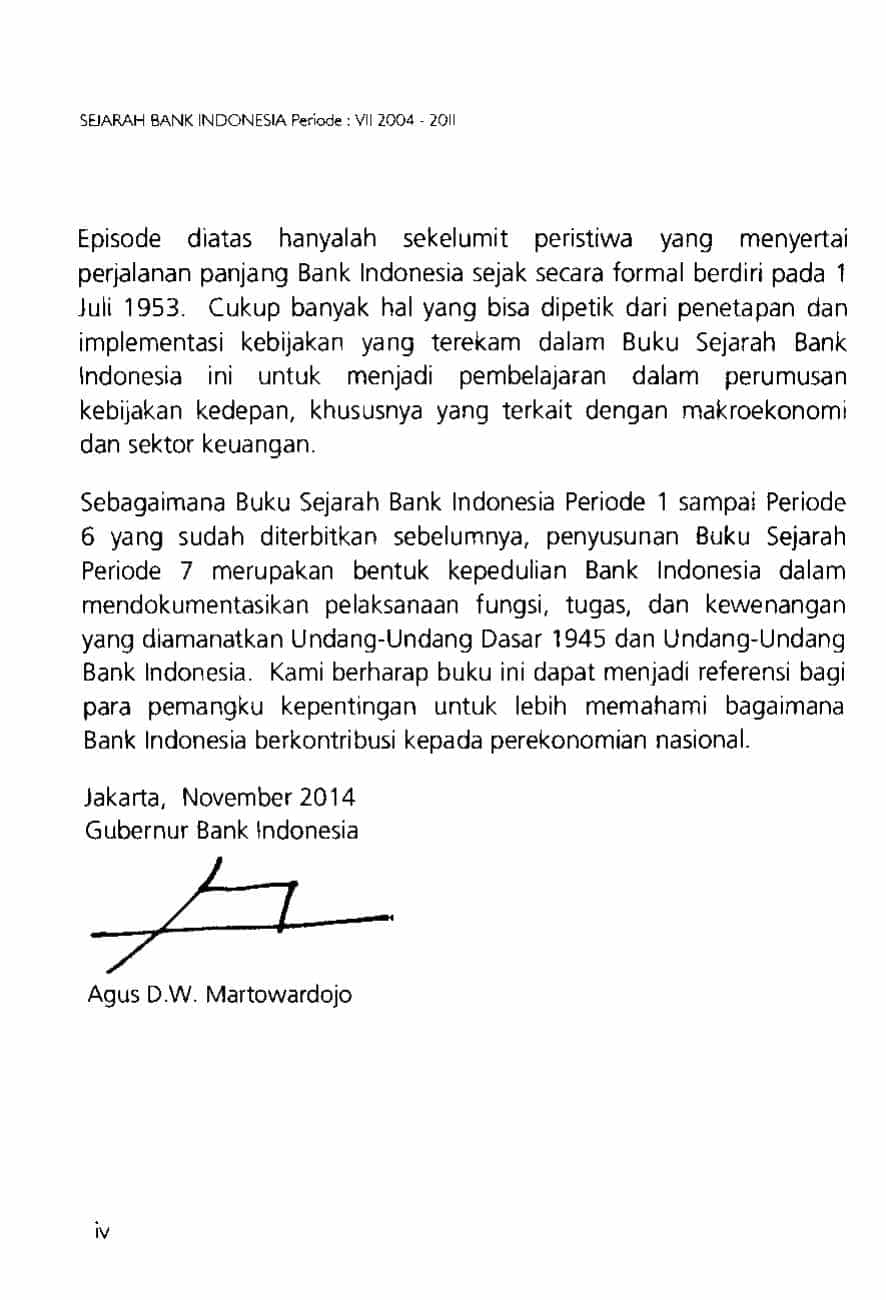 SEJARAH BANK INDONESIA Periode : VII 2004 - 2011
Episode diatas hanyalah sekelumit peristiwa yang menyertai
perjalanan panjang Bank Indonesia sejak secara formal berdiri pada 1
Juli 1953. Cukup banyak hal yang bisa dipetik dari penetapan dan
implementasi kebijakan yang terekam dalam Buku Sejarah Bank
Indonesia ini untuk menjadi pembelajaran dalam perumusan
kebijakan kedepan, khususnya yang terkait dengan makroekonomi
dan sektor keuangan.
Sebagaimana Buku Sejarah Bank Indonesia Periode 1 sampai Periode
6 yang sudah diterbitkan sebelumnya, penyusunan Buku Sejarah
Periode 7 merupakan bentuk kepedulian Bank Indonesia dalam
mendokumentasikan pelaksanaan fungsi, tugas, dan kewenangan
yang diamanatkan Undang-Undang Dasar 1945 dan Undang-Undang
Bank Indonesia. Kami berharap buku ini dapat menjadi referensi bagi
para pemangku kepentingan untuk lebih memahami bagaimana
Bank Indonesia berkontribusi kepada perekonomian nasional.
Jakarta, November 2014
Gubernur Bank Indonesia
Agus D.W. Martowardojo
iv